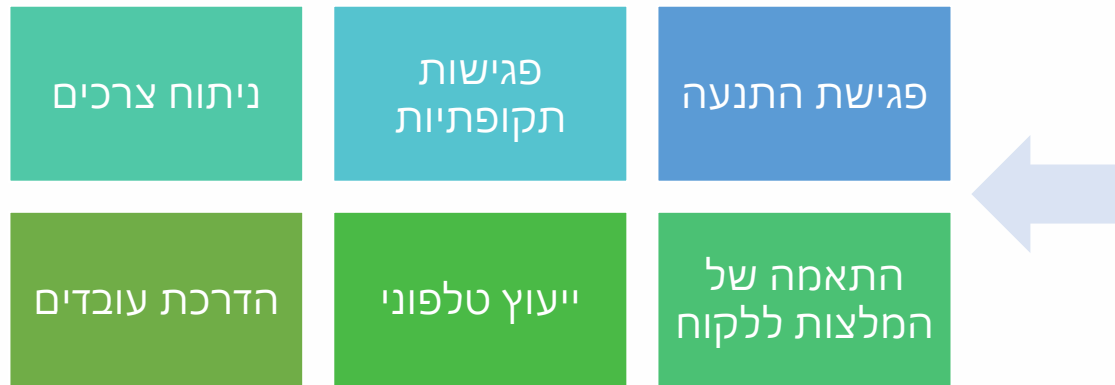 פגישת התנעה
פגישות
תקופתיות
ניתוח צרכים
התאמה של
המלצות ללקוח
ייעוץ טלפוני
הדרכת עובדים